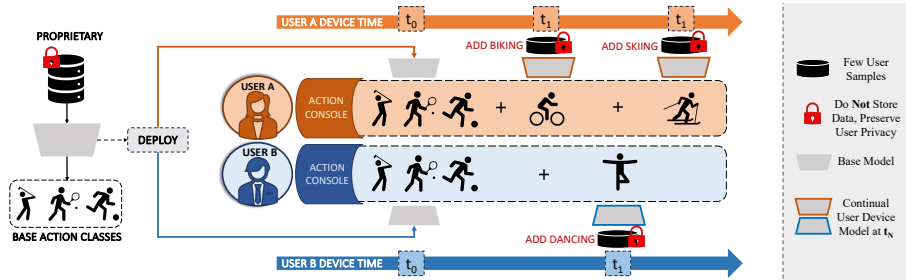 USER A DEVICE TIME
t0
t1
t1
PROPRIETARY
ADD BIKING
ADD SKIING
USER A
ACTION
CONSOLE
+
+
DEPLOY
USER B
ACTION
CONSOLE
+
BASE ACTION CLASSES
ADD DANCING
USER B DEVICE TIME
t0
t1
Few User
Samples
Do Not Store
Data, Preserve
User Privacy
Base Model
Continual
User Device
Model at tN